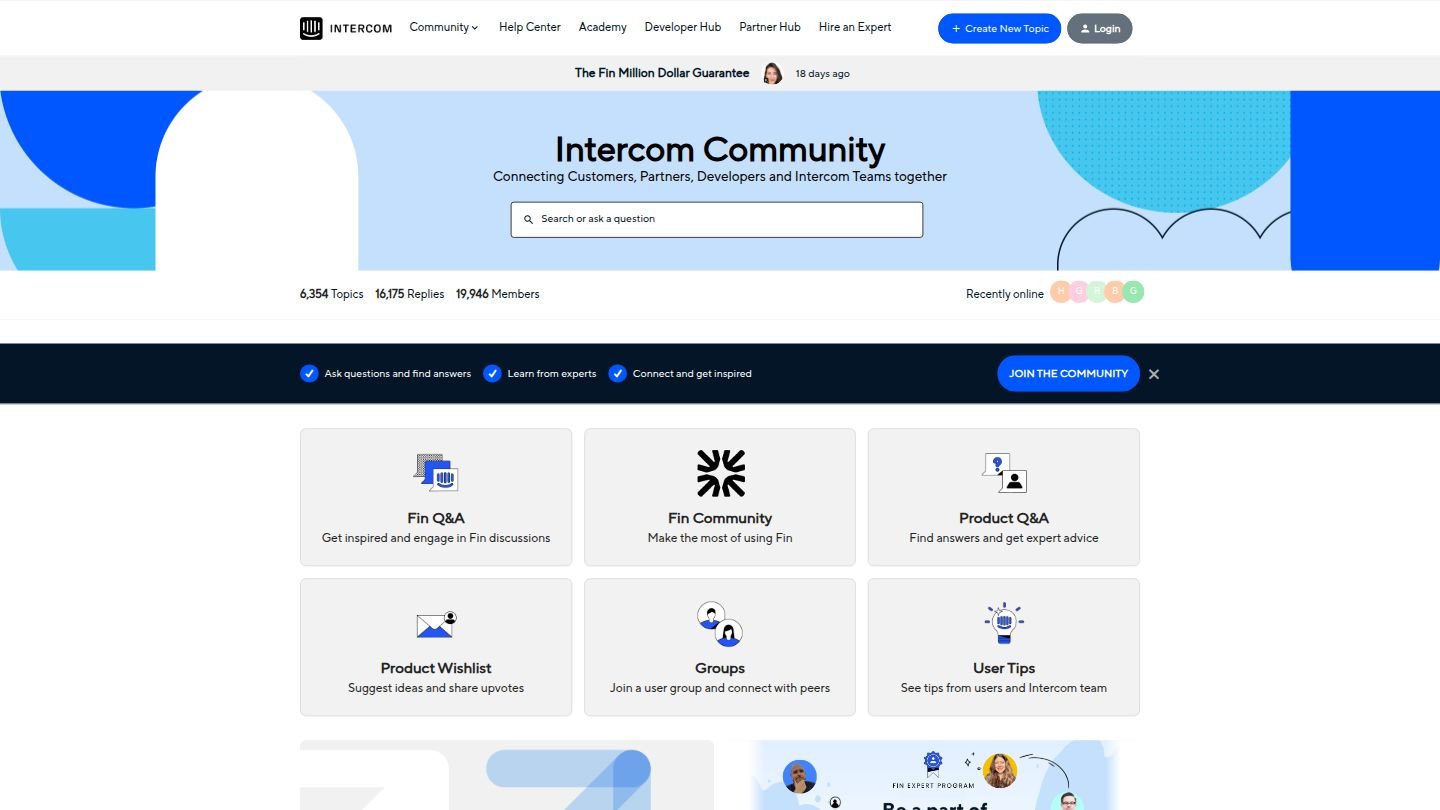 INTERCOM
Community
Help Center
Academy
Developer Hub
Partner Hub
Hire an Expert
+ Create New Topic
Login
The Fin Million Dollar Guarantee
18 days ago
Intercom Community
Connecting Customers, Partners, Developers and Intercom Teams together
Search or ask a question
6,354 Topics
16,175 Replies
19,946 Members
Recently online
H
G
B
G
Ask questions and find answers
Learn from experts
Connect and get inspired
JOIN THE COMMUNITY
Fin Q&A
Get inspired and engage in Fin discussions
Fin Community
Make the most of using Fin
Product Q&A
Find answers and get expert advice
Product Wishlist
Suggest ideas and share upvotes
Groups
Join a user group and connect with peers
User Tips
See tips from users and Intercom team
FIN EXPERT PROGRAM
Be a part of